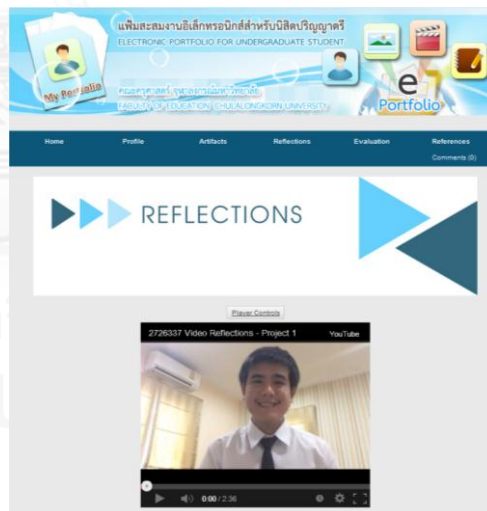 แฟ้มสะสมงานอิเล็กทรอนิกส์สำหรับนิสิตปริญญาตรี
ELECTRONIC PORTFOLIO FOR UNDERGRADUATE STUDENT
My Portfolio
คณะครุศาสตร์ จุฬาลงกรณ์มหาวิทยาลัย
FACULTY OF EDUCATION CHULALONGKORN UNIVERSITY
e
Portfolio
Home Profile Artifacts Reflections Evaluation References
Comments (0)
REFLECTIONS
Player Controls
2726337 Video Reflections - Project 1 YouTube
0:00 / 2:36